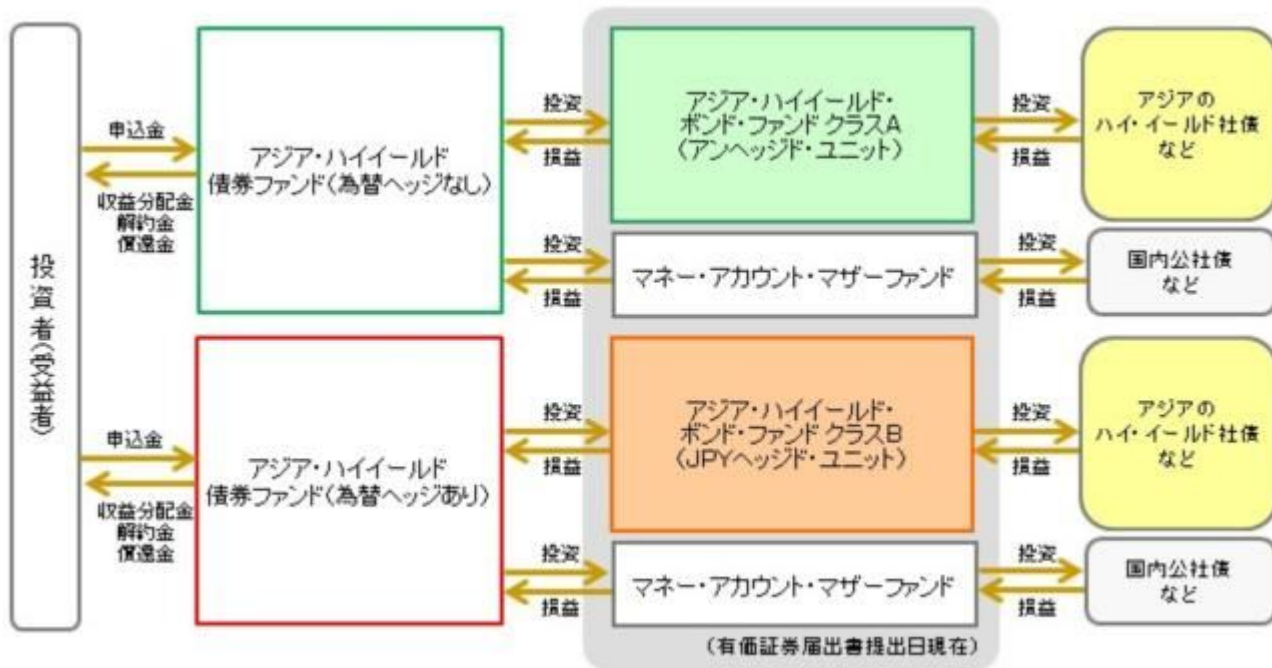 投資者(受益者)
申込金
収益分配金
解約金
償還金
アジア・ハイイールド
債券ファンド(為替ヘッジなし)
投資
損益
アジア・ハイイールド・
ボンド・ファンド クラスA
(アンヘッジド・ユニット)
投資
損益
アジアの
ハイ・イールド社債
など
投資
損益
マネー・アカウント・マザーファンド
投資
損益
国内公社債
など
申込金
収益分配金
解約金
償還金
アジア・ハイイールド
債券ファンド(為替ヘッジあり)
投資
損益
アジア・ハイイールド・
ボンド・ファンド クラスB
(JPYヘッジド・ユニット)
投資
損益
アジアの
ハイ・イールド社債
など
投資
損益
マネー・アカウント・マザーファンド
投資
損益
国内公社債
など
(有価証券届出書提出日現在)